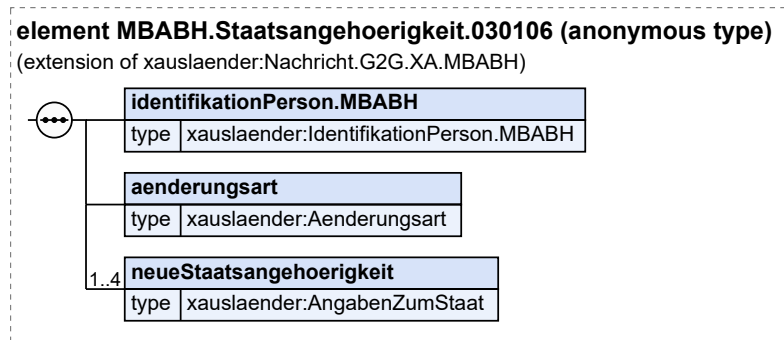 element MBABH.Staatsangehoerigkeit.030106 (anonymous type)
(extension of xauslaender:Nachricht.G2G.XA.MBABH)
identifikationPerson.MBABH
type xauslaender:IdentifikationPerson.MBABH
aenderungsart
type xauslaender:Aenderungsart
1..4 neueStaatsangehoerigkeit
type xauslaender:AngabenZumStaat